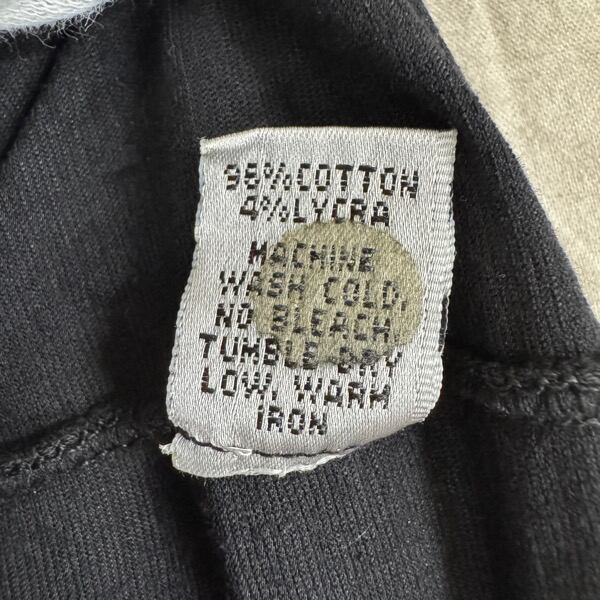 96%COTTON
4%LYCRA
MACHINE
WASH COLD,
NO BLEACH
TUMBLE DRY
LOW, WARM
IRON